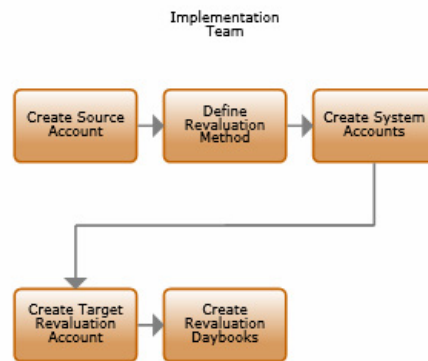 Implementation
Team
Create Source
Account
Define
Revaluation
Method
Create System
Accounts
Create Target
Revaluation
Account
Create
Revaluation
Daybooks